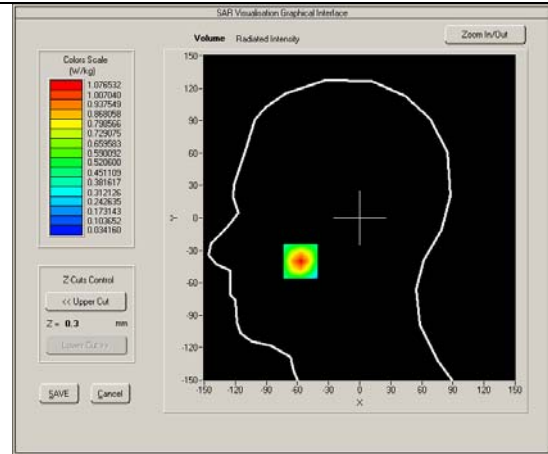 SAR Visualisation Graphical Interface
Volume Radiated Intensity
Zoom In/Out
Colors Scale
(W/kg)
1.076532
1.007040
0.937549
0.868058
0.798566
0.729075
0.659583
0.590092
0.520600
0.451109
0.381617
0.312126
0.242635
0.173143
0.103652
0.034160
Z Cuts Control
<< Upper Cut
Z = 0.3 mm
Lower Cut >>
SAVE Cancel
150
120
90
60
30
Y 0
-30
-60
-90
-120
-150
-150 -120 -90 -60 -30 0 30 60 90 120 150
X